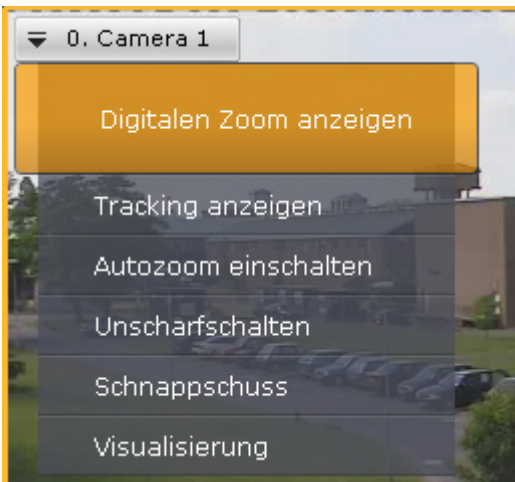 0. Camera 1
Digitalen Zoom anzeigen
Tracking anzeigen
Autozoom einschalten
Unscharfschalten
Schnappschuss
Visualisierung